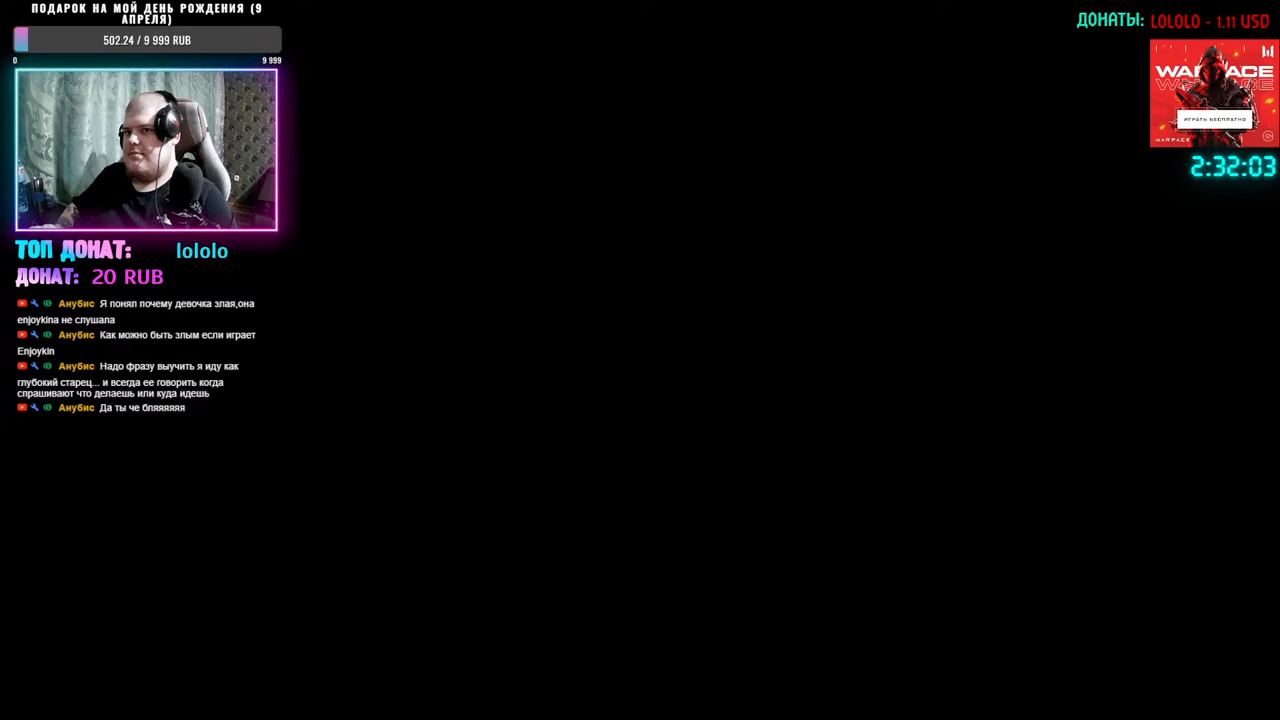 ПОДАРОК НА МОЙ ДЕНЬ РОЖДЕНИЯ (9
АПРЕЛЯ)
502.24 / 9 999 RUB
0 9 999
ТОП ДОНАТ: lololo
ДОНАТ: 20 RUB
Анубис Я понял почему девочка злая,она
enjoykina не слушала
Анубис Как можно быть злым если играет
Enjoykin
Анубис Надо фразу выучить я иду как
глубокий старец... и всегда ее говорить когда
спрашивают что делаешь или куда идешь
Анубис Да ты че бляяяяяя
ДОНАТЫ: LOLOLO - 1.11 USD
WARFACE
WARFACE
ИГРАТЬ БЕСПЛАТНО
WARFACE
2:32:03